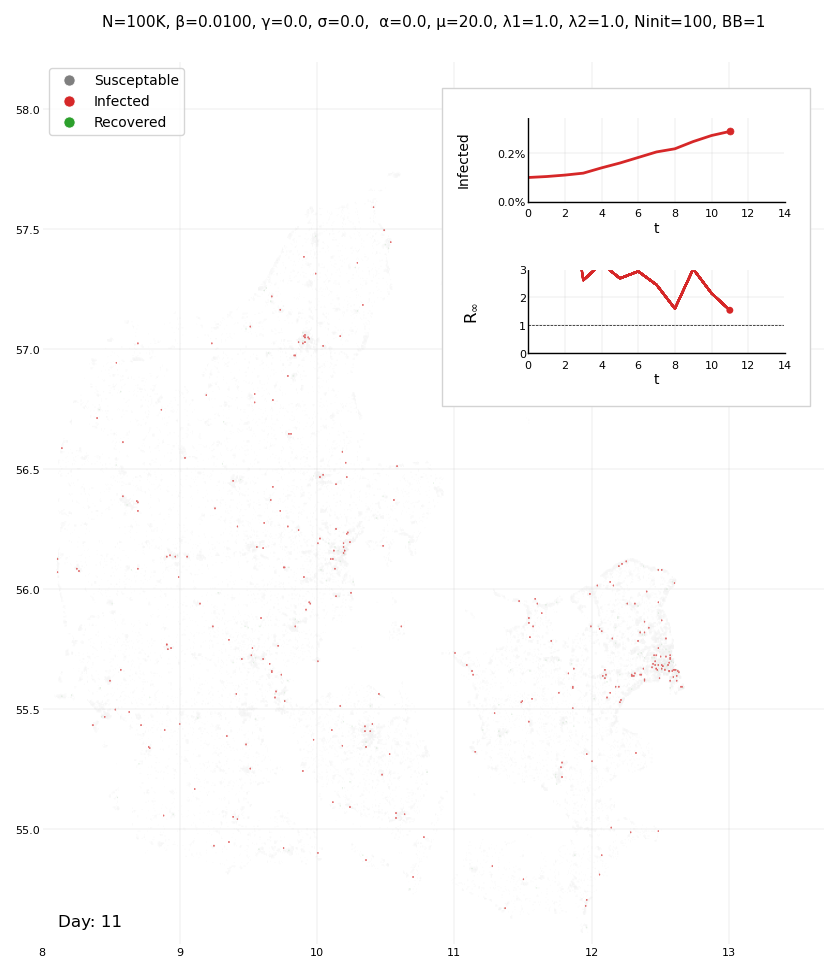 N=100K, β=0.0100, γ=0.0, σ=0.0, α=0.0, μ=20.0, λ1=1.0, λ2=1.0, Ninit=100, BB=1
Susceptable
Infected
Recovered
58.0
57.5
57.0
56.5
56.0
55.5
55.0
8 9 10 11 12 13
Day: 11
Infected
0.2%
0.0%
0 2 4 6 8 10 12 14
t
R∞
3
2
1
0
0 2 4 6 8 10 12 14
t